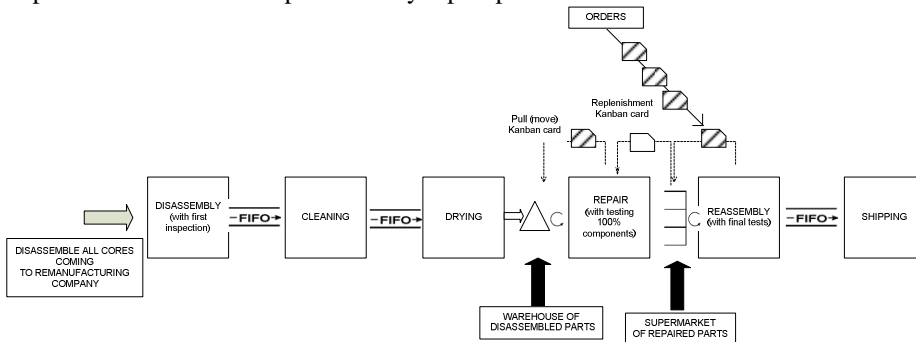 ORDERS
Replenishment
Kanban card
Pull (move)
Kanban card
DISASSEMBLY
(with first
inspection)
FIFO
CLEANING
FIFO
DRYING
REPAIR
(with testing
100%
components)
REASSEMBLY
(with final tests)
FIFO
SHIPPING
DISASSEMBLE ALL CORES
COMING
TO REMANUFACTURING
COMPANY
WAREHOUSE OF
DISASSEMBLED PARTS
SUPERMARKET
OF REPAIRED PARTS